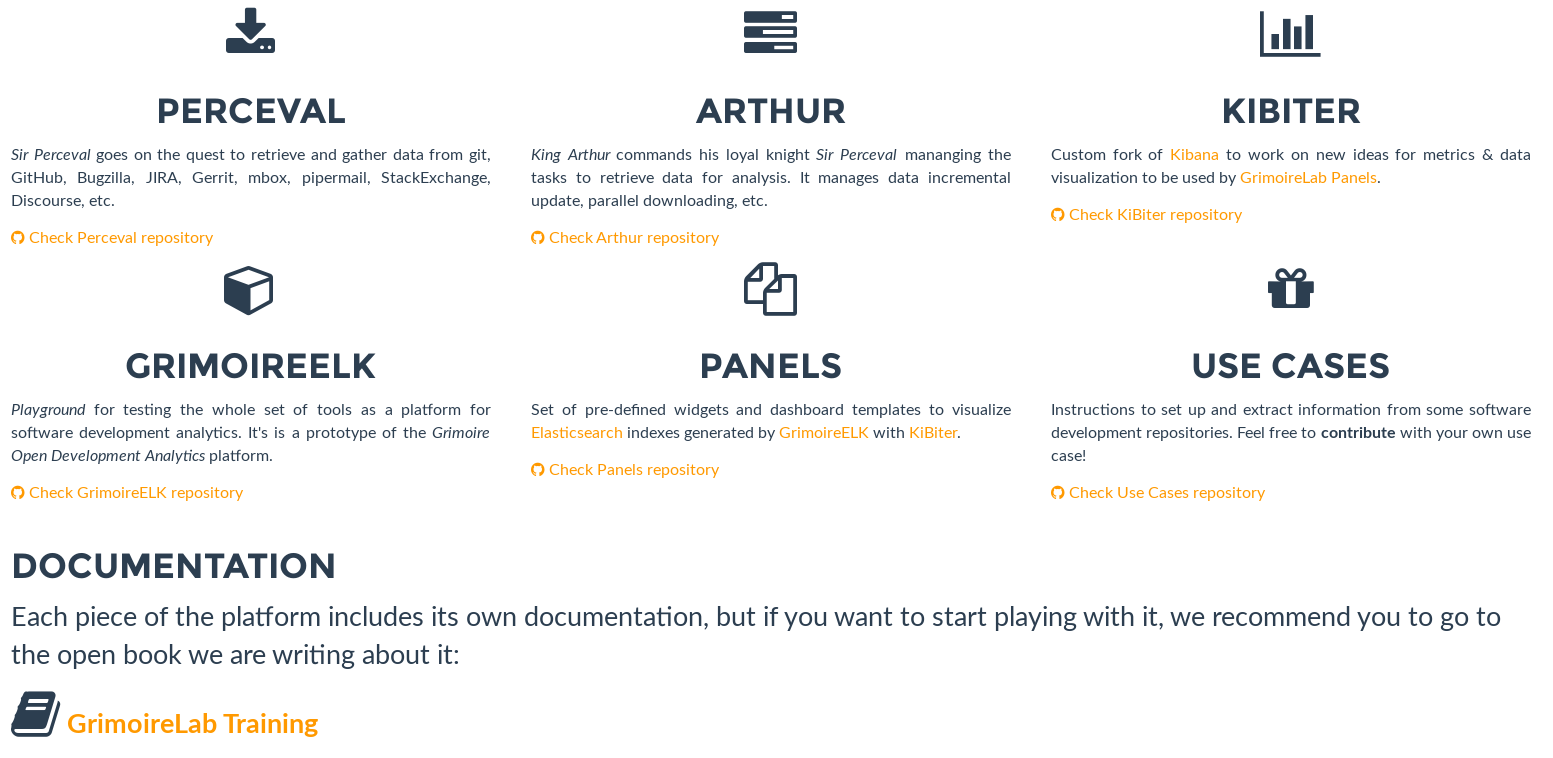 PERCEVAL
Sir Perceval goes on the quest to retrieve and gather data from git,
GitHub, Bugzilla, JIRA, Gerrit, mbox, pipermail, StackExchange,
Discourse, etc.
Check Perceval repository
ARTHUR
King Arthur commands his loyal knight Sir Perceval mananging the
tasks to retrieve data for analysis. It manages data incremental
update, parallel downloading, etc.
Check Arthur repository
KIBITER
Custom fork of Kibana to work on new ideas for metrics & data
visualization to be used by GrimoireLab Panels.
Check KiBiter repository
GRIMOIREELK
Playground for testing the whole set of tools as a platform for
software development analytics. It's is a prototype of the Grimoire
Open Development Analytics platform.
Check GrimoireELK repository
PANELS
Set of pre-defined widgets and dashboard templates to visualize
Elasticsearch indexes generated by GrimoireELK with KiBiter.
Check Panels repository
USE CASES
Instructions to set up and extract information from some software
development repositories. Feel free to contribute with your own use
case!
Check Use Cases repository
DOCUMENTATION
Each piece of the platform includes its own documentation, but if you want to start playing with it, we recommend you to go to
the open book we are writing about it:
GrimoireLab Training